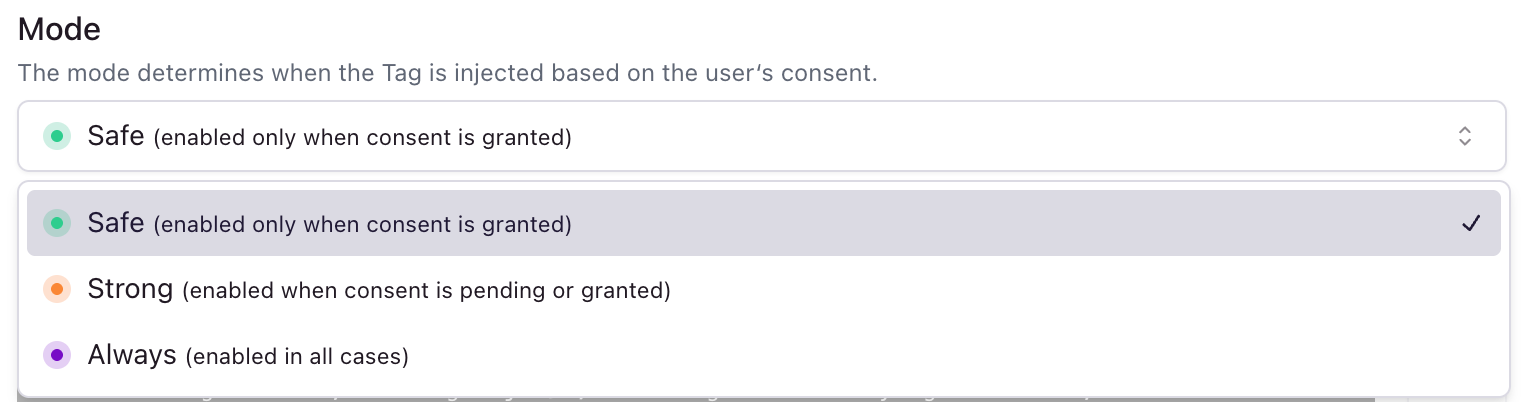 Mode
The mode determines when the Tag is injected based on the user's consent.
Safe (enabled only when consent is granted)
Safe (enabled only when consent is granted)
Strong (enabled when consent is pending or granted)
Always (enabled in all cases)